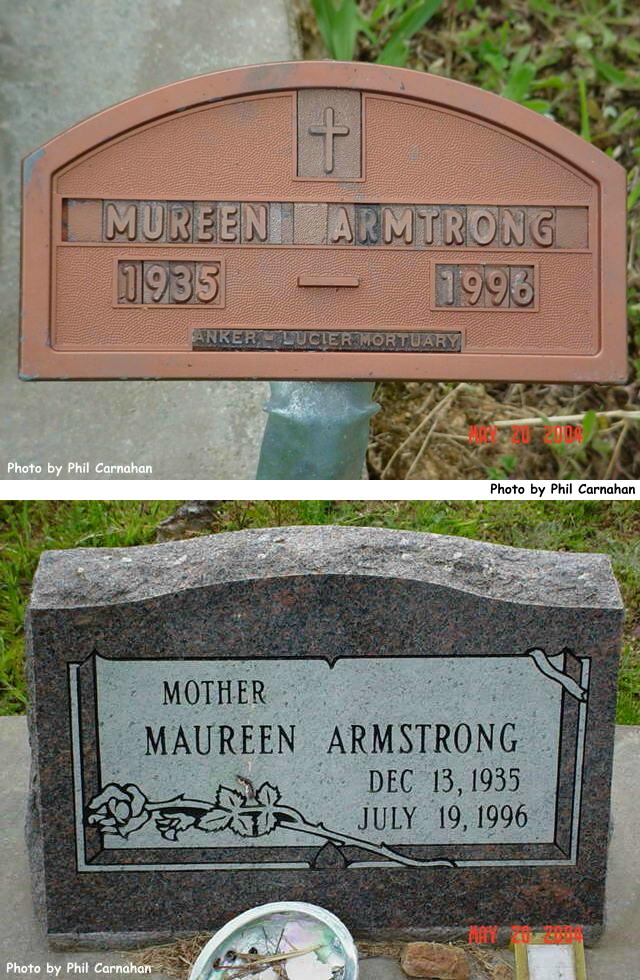 MUREEN ARMTRONG
1935 — 1996
ANKER - LUCIER MORTUARY
MAY 20 2004
Photo by Phil Carnahan
Photo by Phil Carnahan
MOTHER
MAUREEN ARMSTRONG
DEC 13, 1935
JULY 19, 1996
MAY 20 2004
Photo by Phil Carnahan